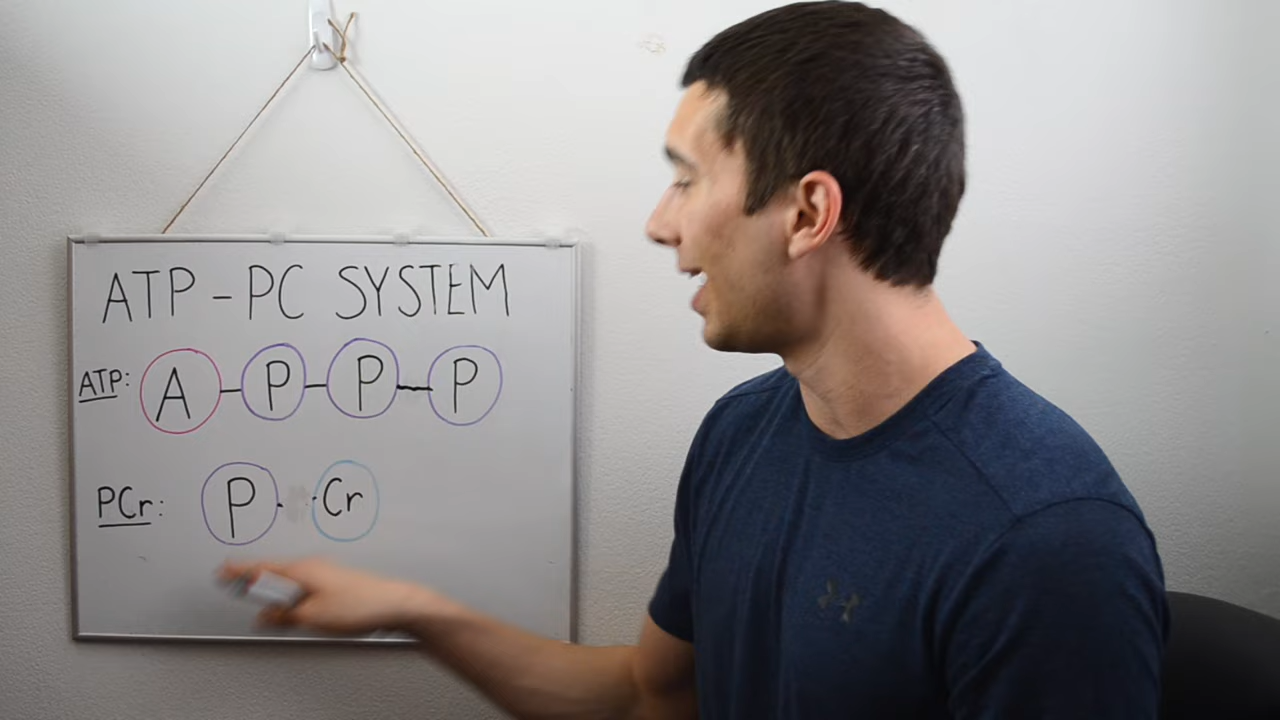 ATP - PC SYSTEM
ATP: A - P - P - P
PCr: P Cr